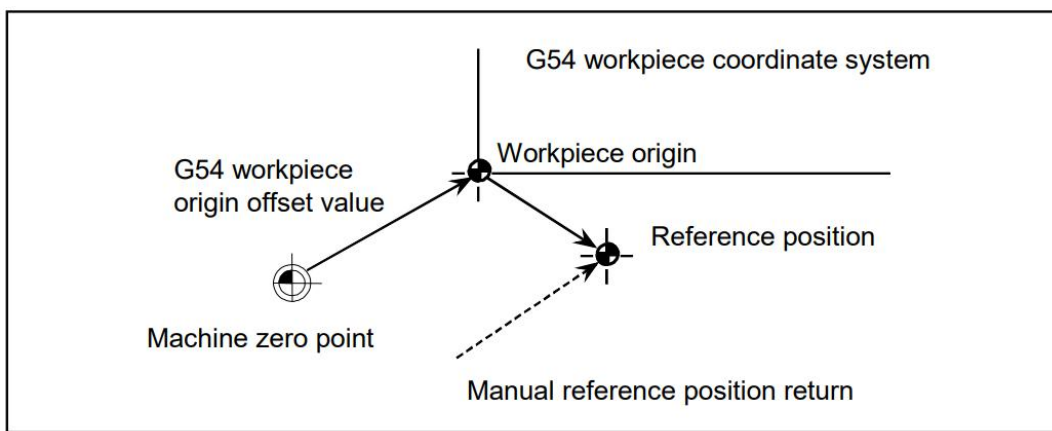 G54 workpiece coordinate system
Workpiece origin
G54 workpiece
origin offset value
Reference position
Machine zero point
Manual reference position return